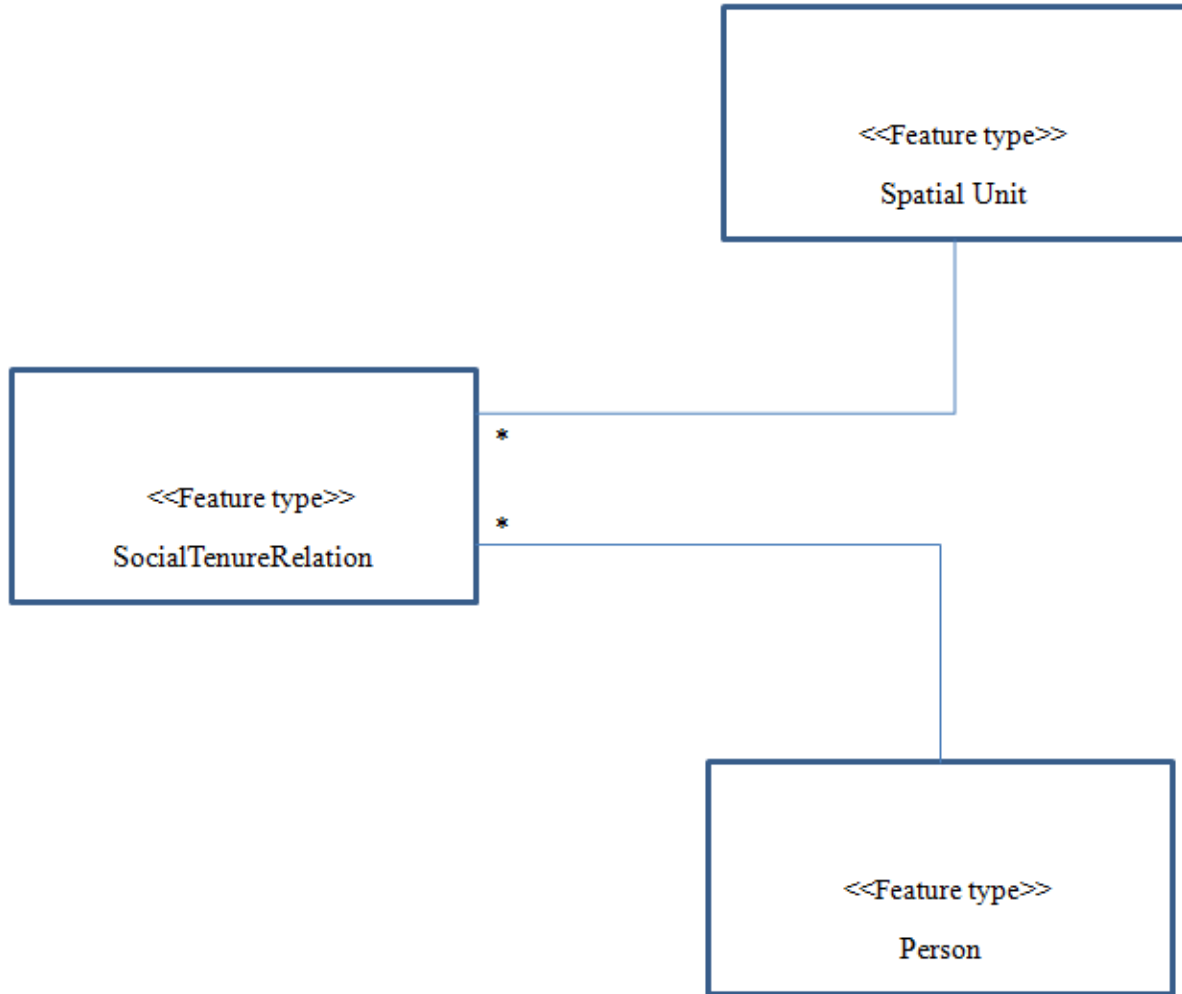 <<Feature type>>
Spatial Unit
*
<<Feature type>>
SocialTenureRelation
*
<<Feature type>>
Person